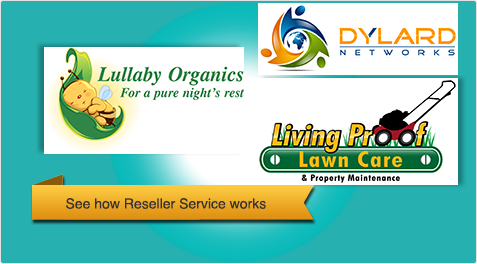 DYLARD
NETWORKS
Lullaby Organics
For a pure night's rest
Living Proof
Lawn Care
& Property Maintenance
See how Reseller Service works